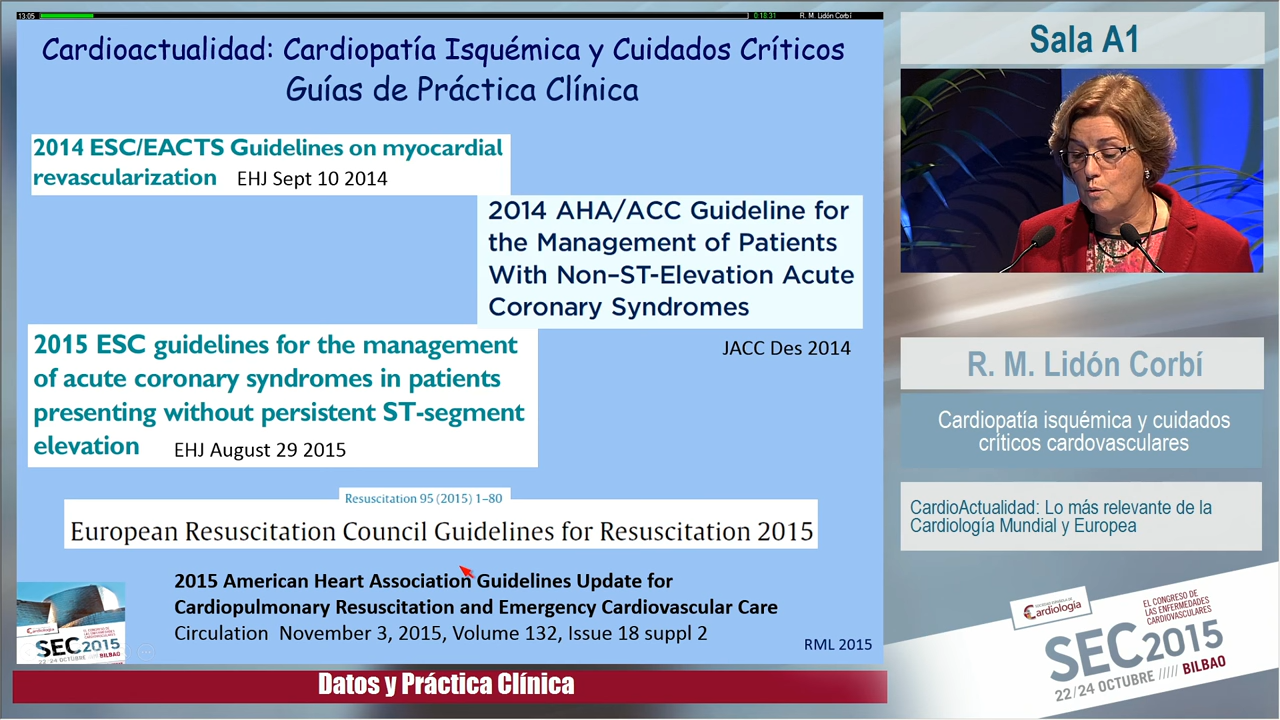 13:05
0:18:31
R. M. Lidón Corbí
Cardioactualidad: Cardiopatía Isquémica y Cuidados Críticos
Guías de Práctica Clínica
2014 ESC/EACTS Guidelines on myocardial
revascularization EHJ Sept 10 2014
2014 AHA/ACC Guideline for
the Management of Patients
With Non–ST-Elevation Acute
Coronary Syndromes
JACC Des 2014
2015 ESC guidelines for the management
of acute coronary syndromes in patients
presenting without persistent ST-segment
elevation EHJ August 29 2015
Resuscitation 95 (2015) 1–80
European Resuscitation Council Guidelines for Resuscitation 2015
2015 American Heart Association Guidelines Update for
Cardiopulmonary Resuscitation and Emergency Cardiovascular Care
Circulation November 3, 2015, Volume 132, Issue 18 suppl 2
RML 2015
Cardiología
SEC2015
22/24 OCTUBRE ///// BILBAO
Datos y Práctica Clínica
Sala A1
R. M. Lidón Corbí
Cardiopatía isquémica y cuidados
críticos cardovasculares
CardioActualidad: Lo más relevante de la
Cardiología Mundial y Europea
SOCIEDAD ESPAÑOLA DE
Cardiología
EL CONGRESO DE
LAS ENFERMEDADES
CARDIOVASCULARES
SEC2015
22/24 OCTUBRE ///// BILBAO